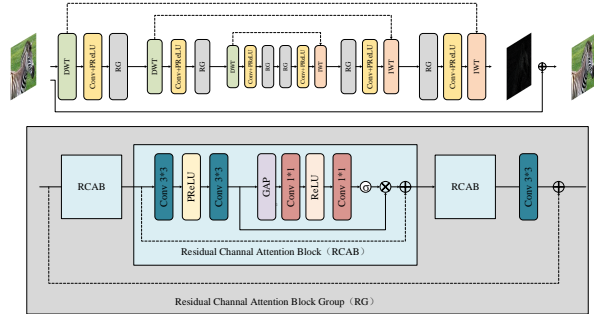 DWT
Conv+PReLU
RG
DWT
Conv+PReLU
RG
DWT
Conv+PReLU
RG
RG
Conv+PReLU
IWT
RG
Conv+PReLU
IWT
RG
Conv+PReLU
IWT
RCAB
Conv 3*3
PReLU
Conv 3*3
GAP
Conv 1*1
ReLU
Conv 1*1
RCAB
Conv 3*3
Residual Channel Attention Block（RCAB）
Residual Channel Attention Block Group（RG）